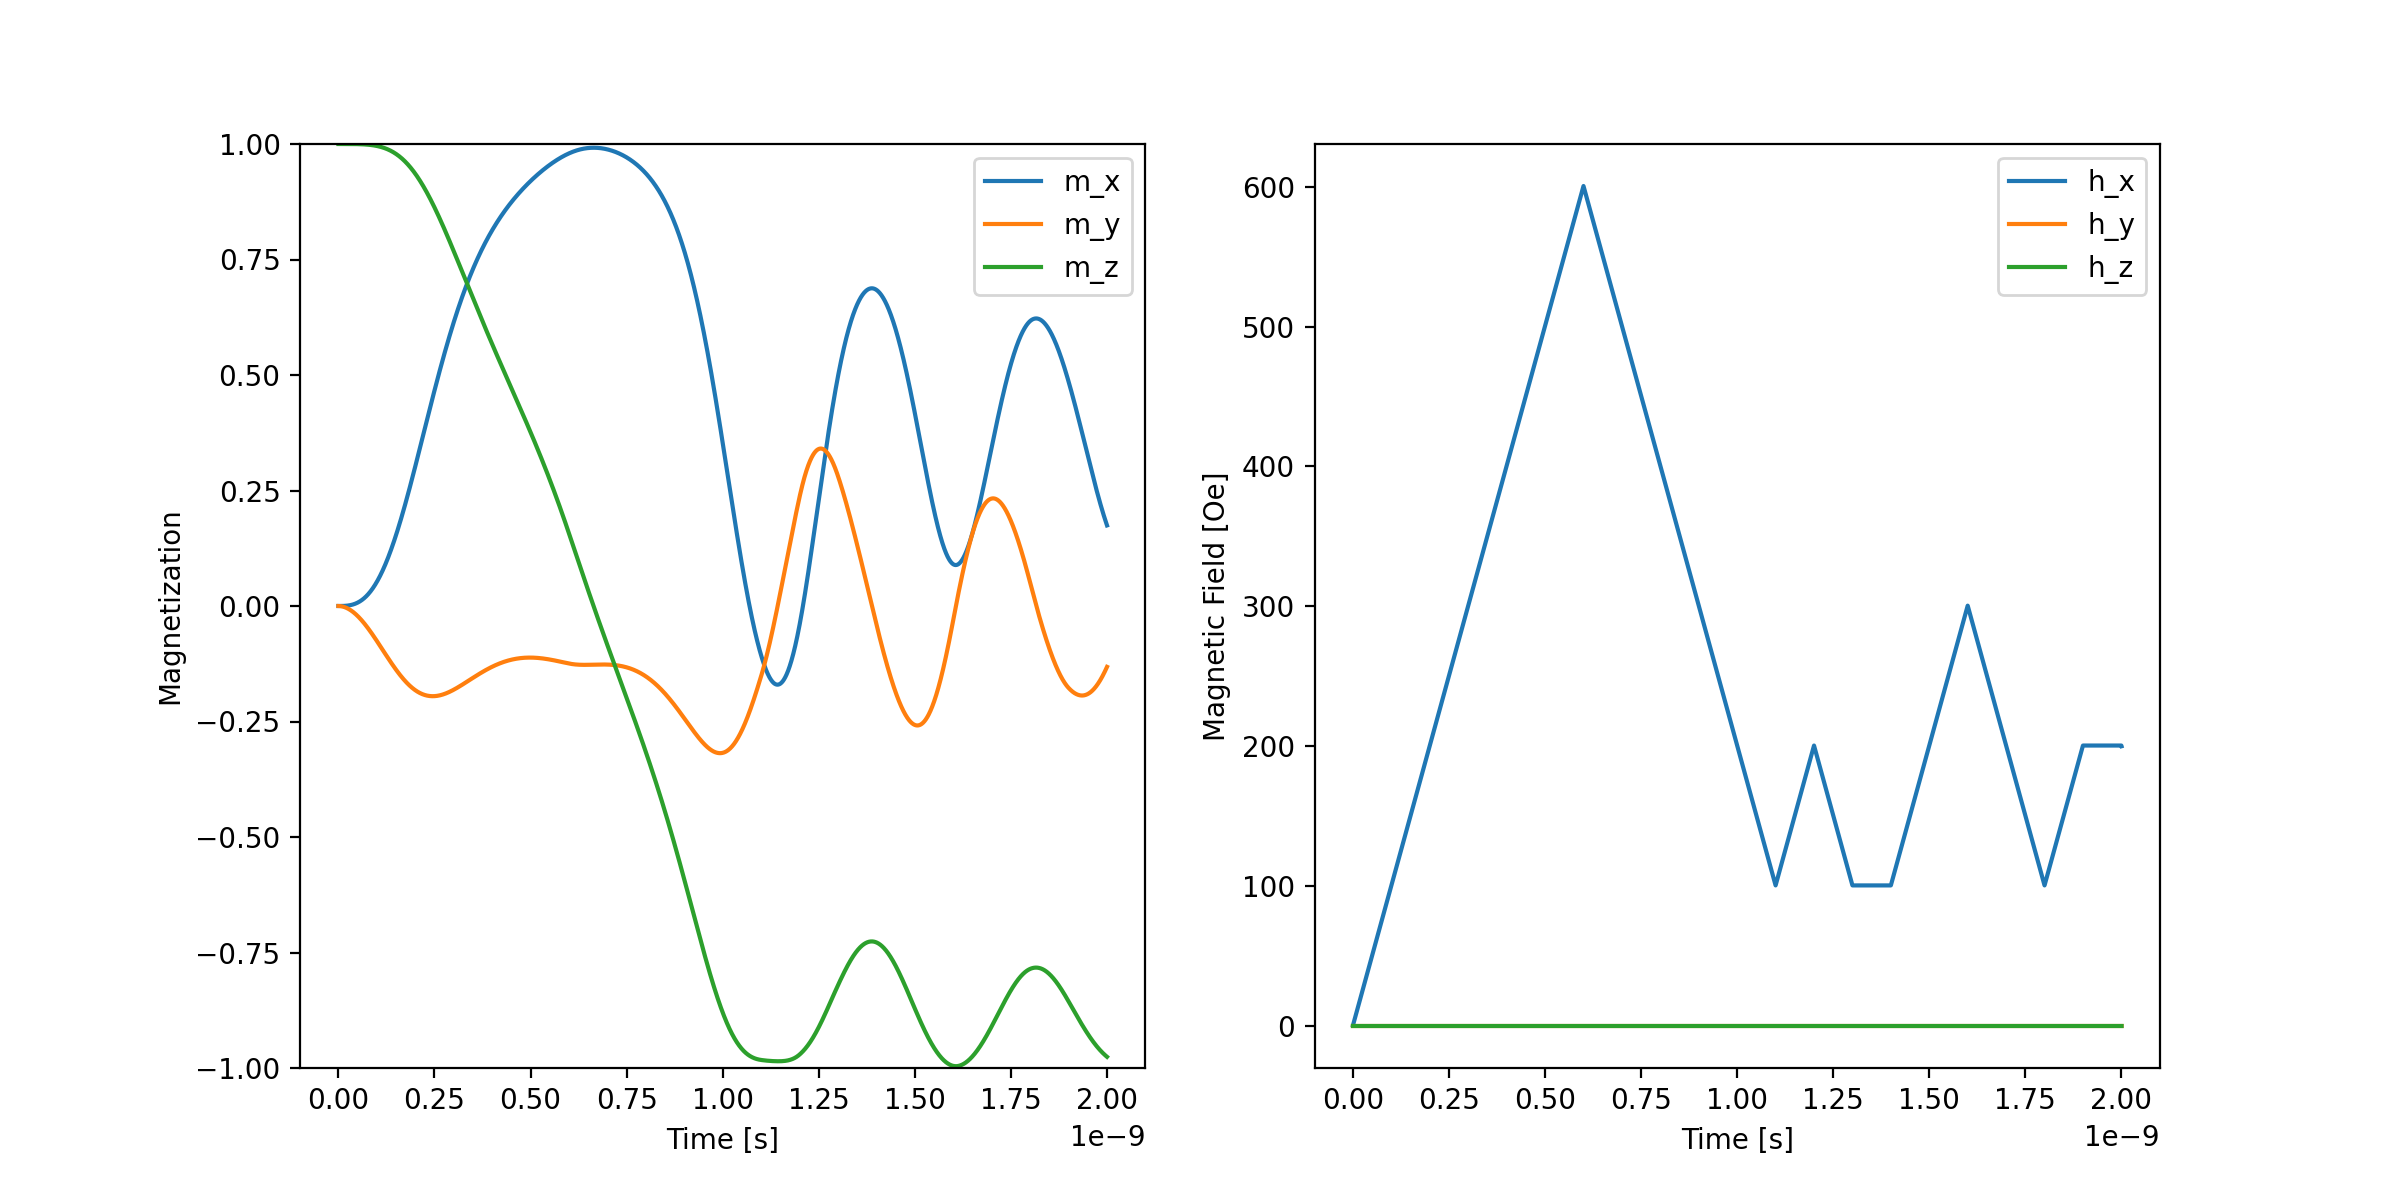 Magnetization
1.00
0.75
0.50
0.25
0.00
−0.25
−0.50
−0.75
−1.00
0.00 0.25 0.50 0.75 1.00 1.25 1.50 1.75 2.00
1e−9
Time [s]
m_x
m_y
m_z
Magnetic Field [Oe]
600
500
400
300
200
100
0
0.00 0.25 0.50 0.75 1.00 1.25 1.50 1.75 2.00
1e−9
Time [s]
h_x
h_y
h_z